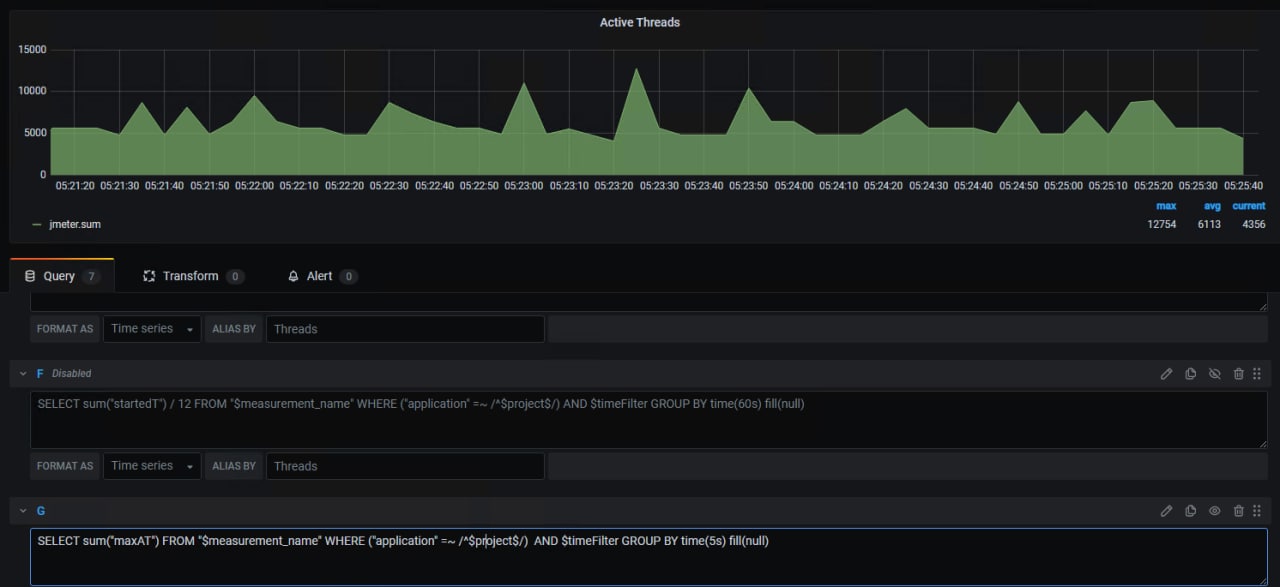 Active Threads
15000
10000
5000
0
05:21:20 05:21:30 05:21:40 05:21:50 05:22:00 05:22:10 05:22:20 05:22:30 05:22:40 05:22:50 05:23:00 05:23:10 05:23:20 05:23:30 05:23:40 05:23:50 05:24:00 05:24:10 05:24:20 05:24:30 05:24:40 05:24:50 05:25:00 05:25:10 05:25:20 05:25:30 05:25:40
max avg current
jmeter.sum 12754 6113 4356
Query 7 Transform 0 Alert 0
FORMAT AS Time series ALIAS BY Threads
F Disabled
SELECT sum("startedT") / 12 FROM "$measurement_name" WHERE ("application" =~ /^$project$/) AND $timeFilter GROUP BY time(60s) fill(null)
FORMAT AS Time series ALIAS BY Threads
G
SELECT sum("maxAT") FROM "$measurement_name" WHERE ("application" =~ /^$project$/)  AND $timeFilter GROUP BY time(5s) fill(null)